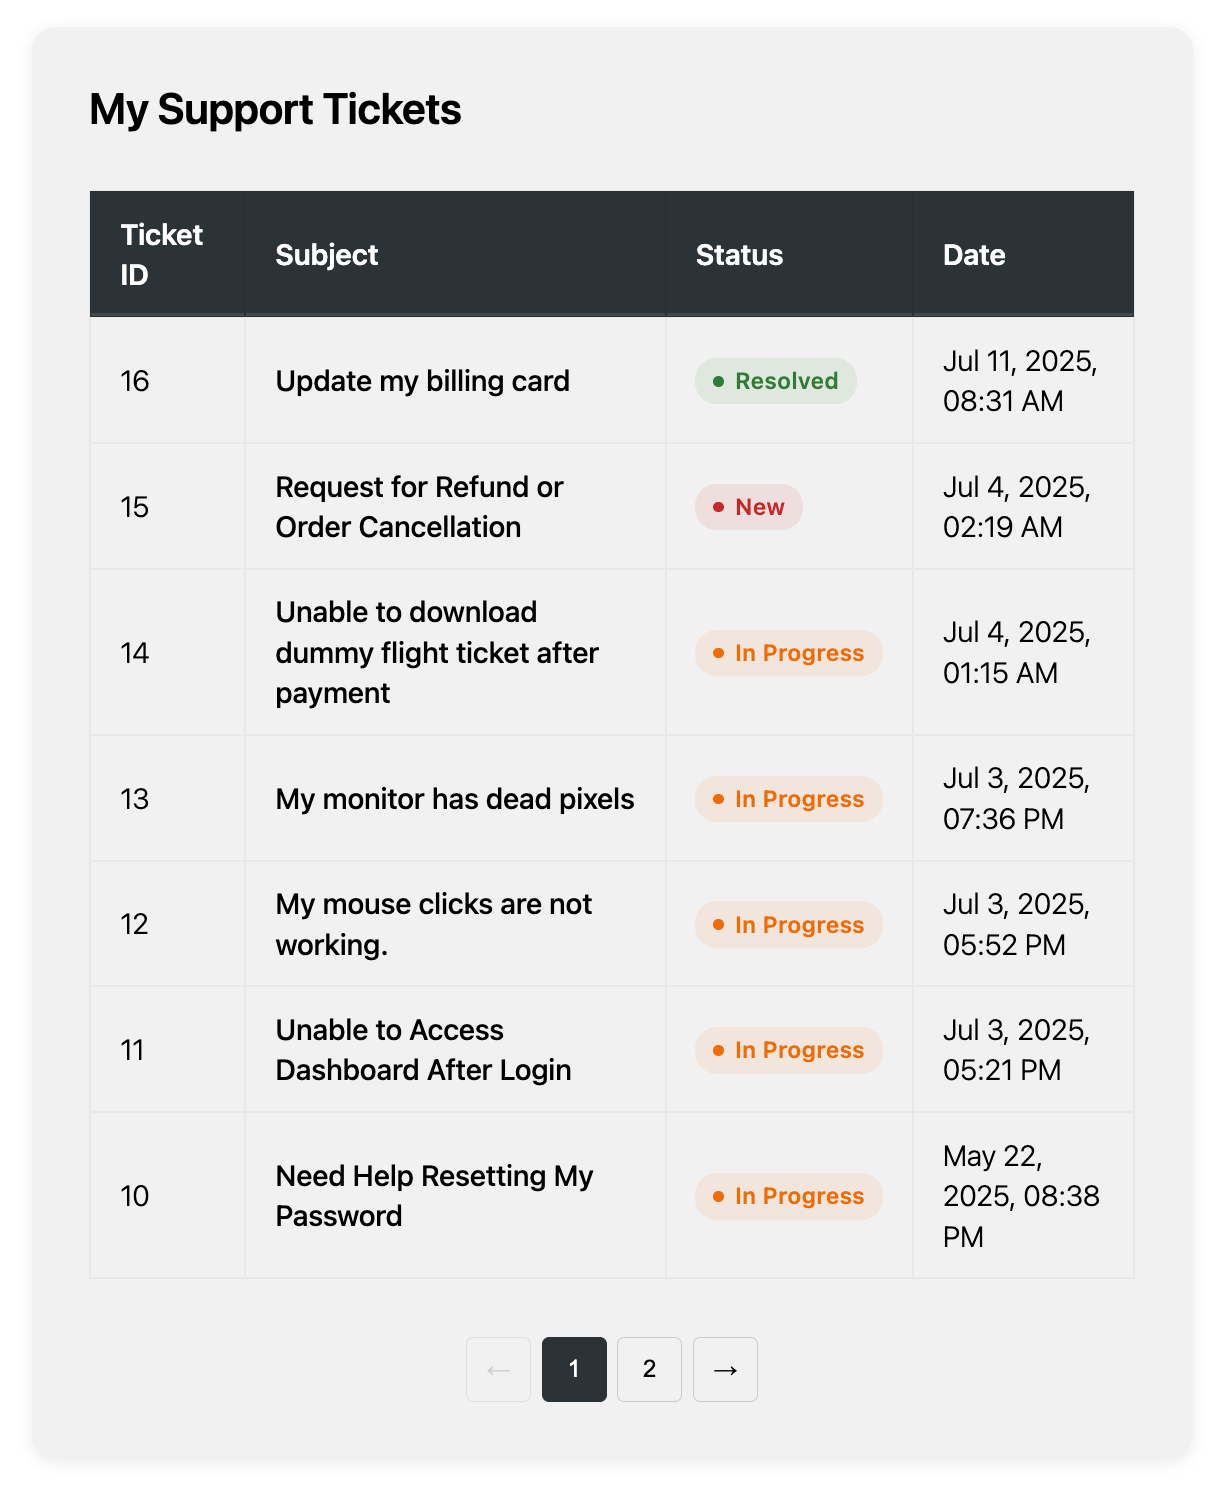 My Support Tickets
Ticket
ID
Subject
Status
Date
16
Update my billing card
Resolved
Jul 11, 2025,
08:31 AM
15
Request for Refund or
Order Cancellation
New
Jul 4, 2025,
02:19 AM
14
Unable to download
dummy flight ticket after
payment
In Progress
Jul 4, 2025,
01:15 AM
13
My monitor has dead pixels
In Progress
Jul 3, 2025,
07:36 PM
12
My mouse clicks are not
working.
In Progress
Jul 3, 2025,
05:52 PM
11
Unable to Access
Dashboard After Login
In Progress
Jul 3, 2025,
05:21 PM
10
Need Help Resetting My
Password
In Progress
May 22,
2025, 08:38
PM
← 1 2 →